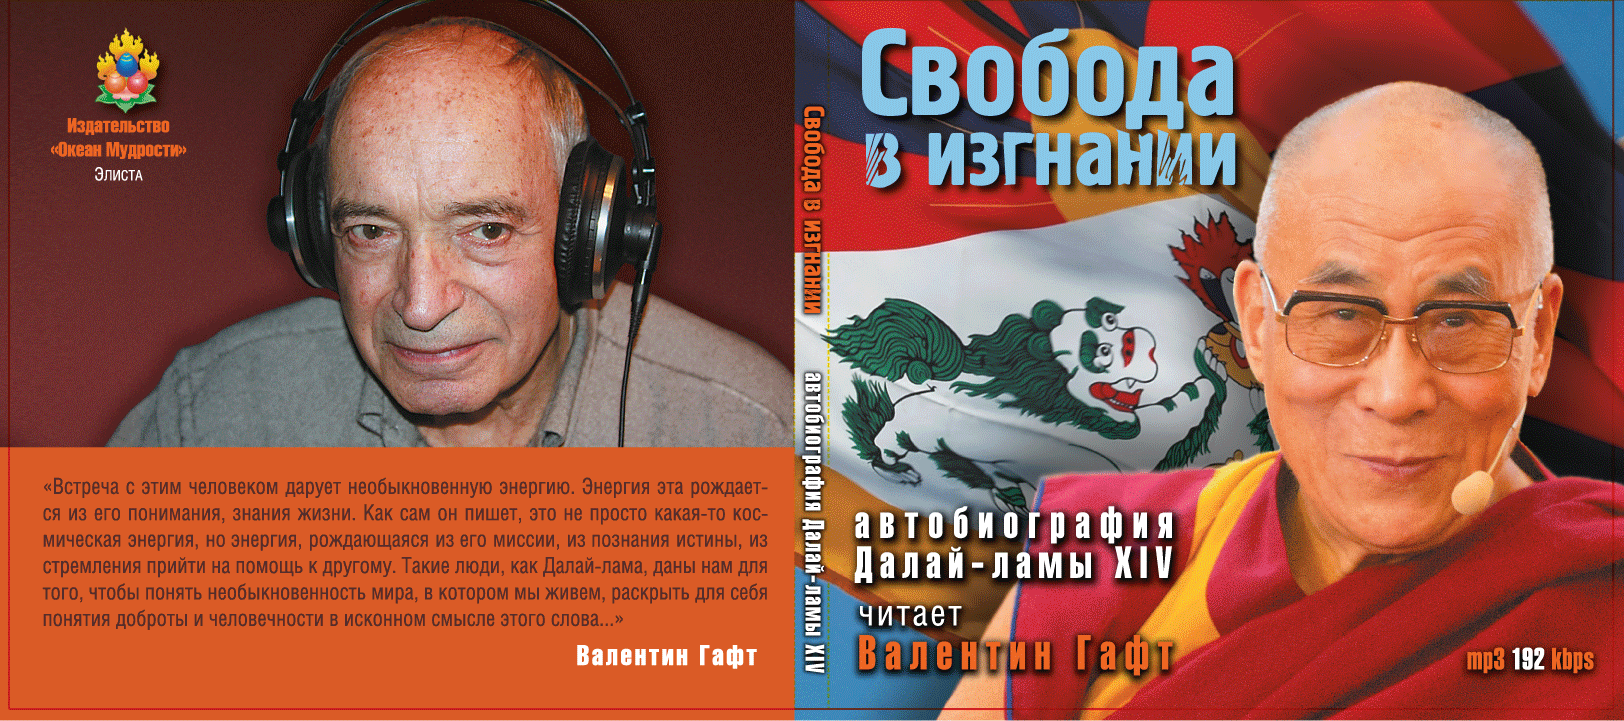 Издательство
«Океан Мудрости»
Элиста
«Встреча с этим человеком дарует необыкновенную энергию. Энергия эта рождает-
ся из его понимания, знания жизни. Как сам он пишет, это не просто какая-то кос-
мическая энергия, но энергия, рождающаяся из его миссии, из познания истины, из
стремления прийти на помощь к другому. Такие люди, как Далай-лама, даны нам для
того, чтобы понять необыкновенность мира, в котором мы живем, раскрыть для себя
понятия доброты и человечности в исконном смысле этого слова...»
Валентин Гафт
Свобода в изгнании
автобиография Далай-ламы XIV
Свобода
в изгнании
автобиография
Далай-ламы XIV
читает
Валентин Гафт
mp3 192 kbps